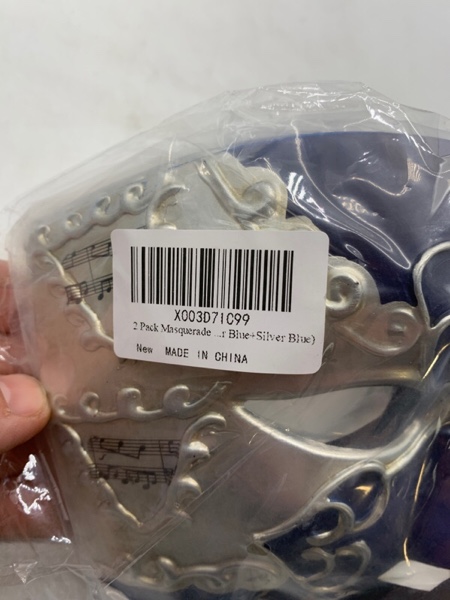 X003D71C99
2 Pack Masquerade ...r Blue+Silver Blue)
New MADE IN CHINA